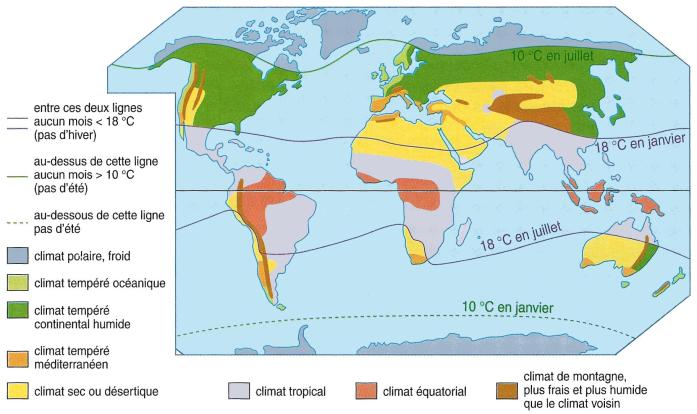 10 °C en juillet
entre ces deux lignes
aucun mois < 18 °C
(pas d'hiver)
18 °C en janvier
au-dessus de cette ligne
aucun mois > 10 °C
(pas d'été)
au-dessous de cette ligne
pas d'été
18 °C en juillet
climat polaire, froid
climat tempéré océanique
climat tempéré
continental humide
10 °C en janvier
climat tempéré
méditerranéen
climat sec ou désertique
climat tropical
climat équatorial
climat de montagne,
plus frais et plus humide
que le climat voisin